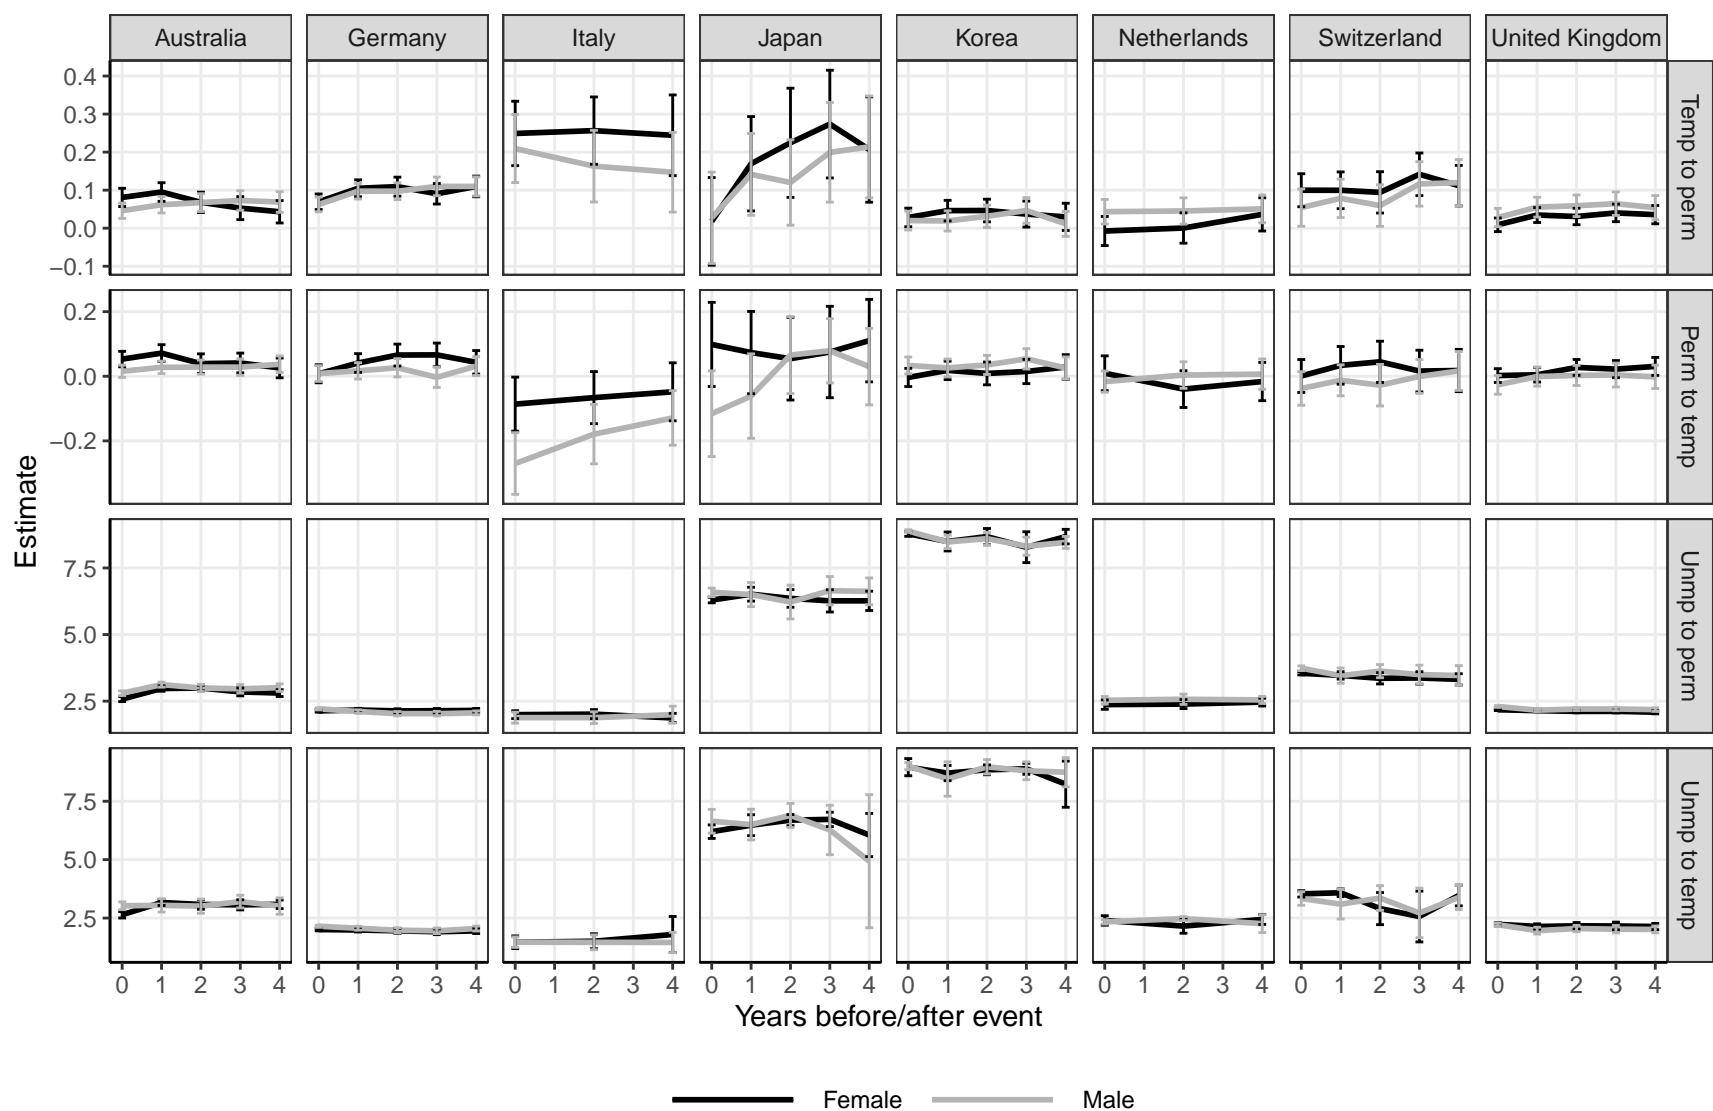 Australia Germany Italy Japan Korea Netherlands Switzerland United Kingdom
0.4
0.3
0.2
0.1
0.0
−0.1
Temp to perm
0.2
0.0
−0.2
Perm to temp
7.5
5.0
2.5
Unmp to perm
7.5
5.0
2.5
Unmp to temp
Estimate
0 1 2 3 4 0 1 2 3 4 0 1 2 3 4 0 1 2 3 4 0 1 2 3 4 0 1 2 3 4 0 1 2 3 4 0 1 2 3 4
Years before/after event
Female Male